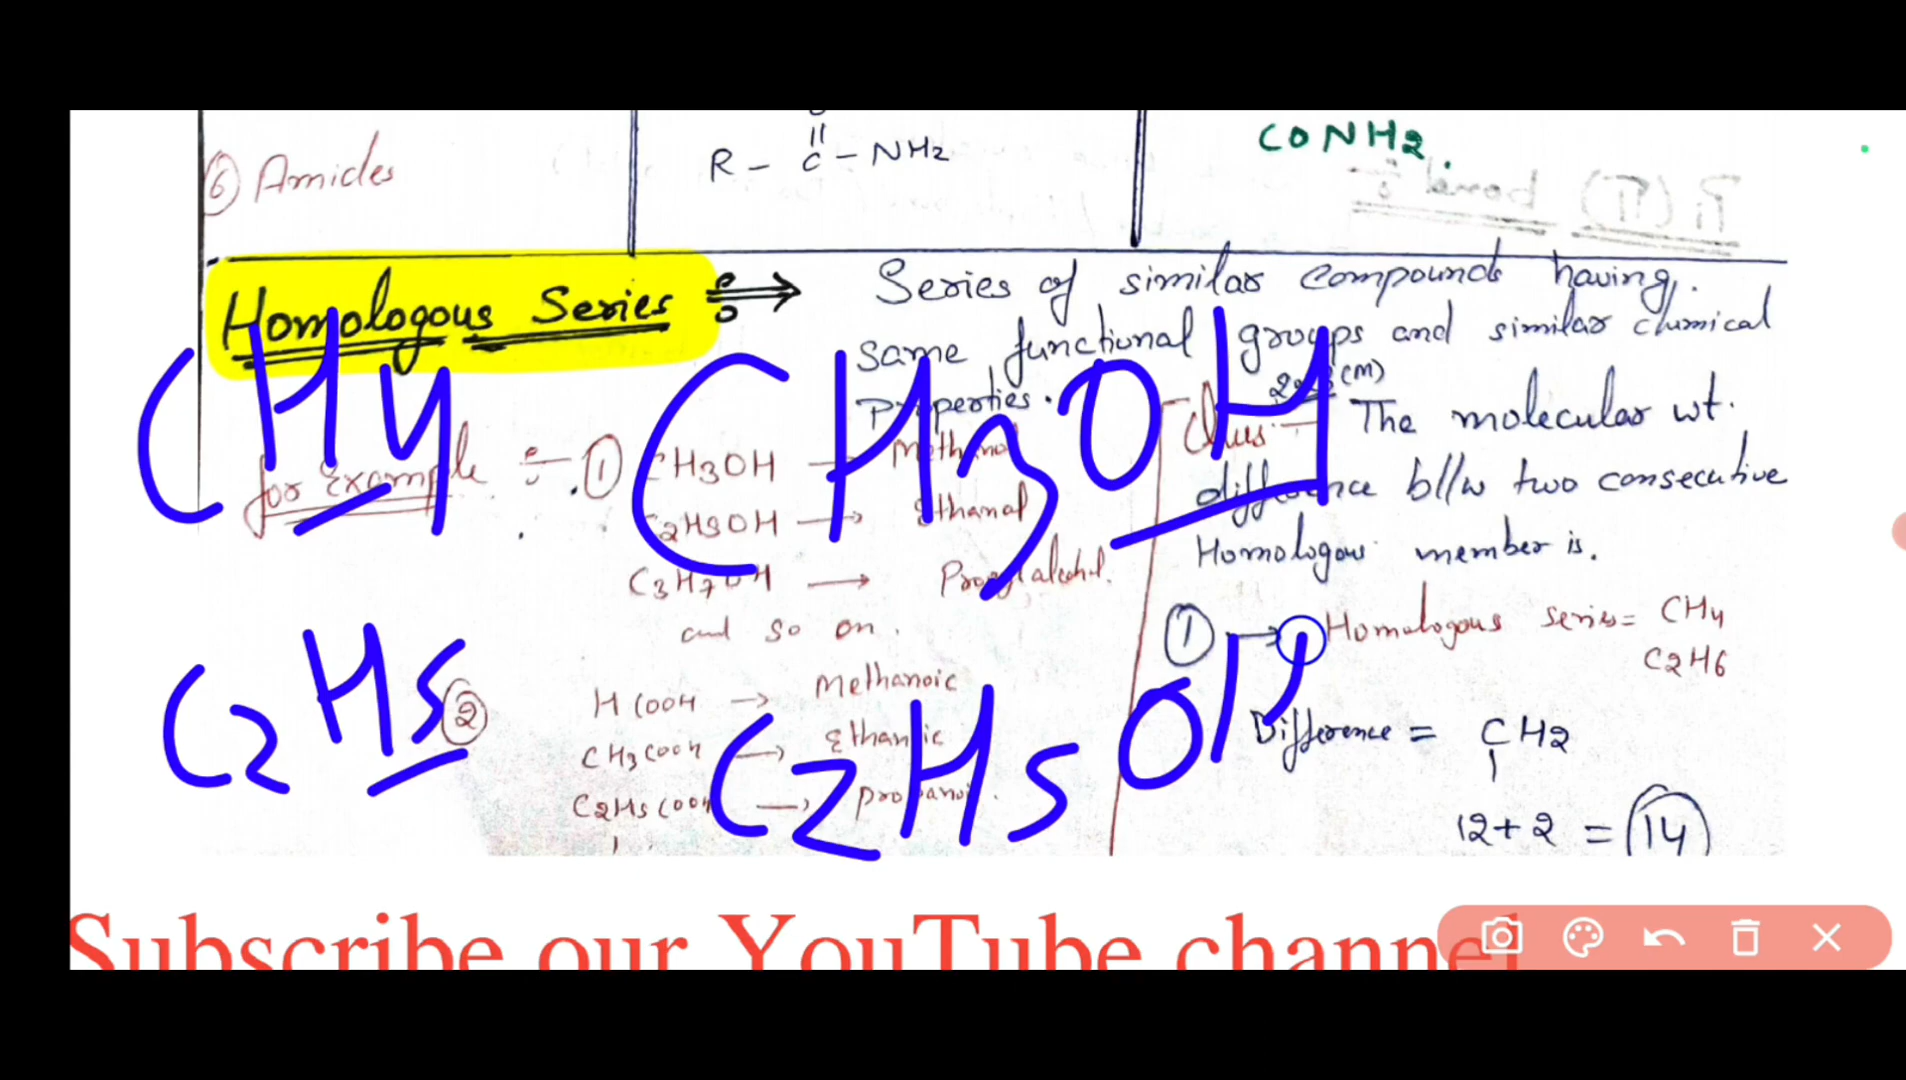 ⑥ Amides
O
||
R - C - NH2
CONH2.
Homologous Series ⇒ Series of similar compounds having
same functional groups and similar chemical
properties.
(M)
The molecular wt.
difference b//w two consecutive
Homologous member is.
for Example ÷ ① CH3OH → Methanol
C2H5OH → Ethanol
C3H7OH → Propyl alcohol.
and so on.
② HCOOH → Methanoic
CH3COOH → Ethanoic
C2H5COOH → propanoic.
① → Homologous series = CH4
C2H6
Difference = CH2
12+2 = 14
CH4
CH3OH
C2H5
C2H5OH
Subscribe our YouTube channel